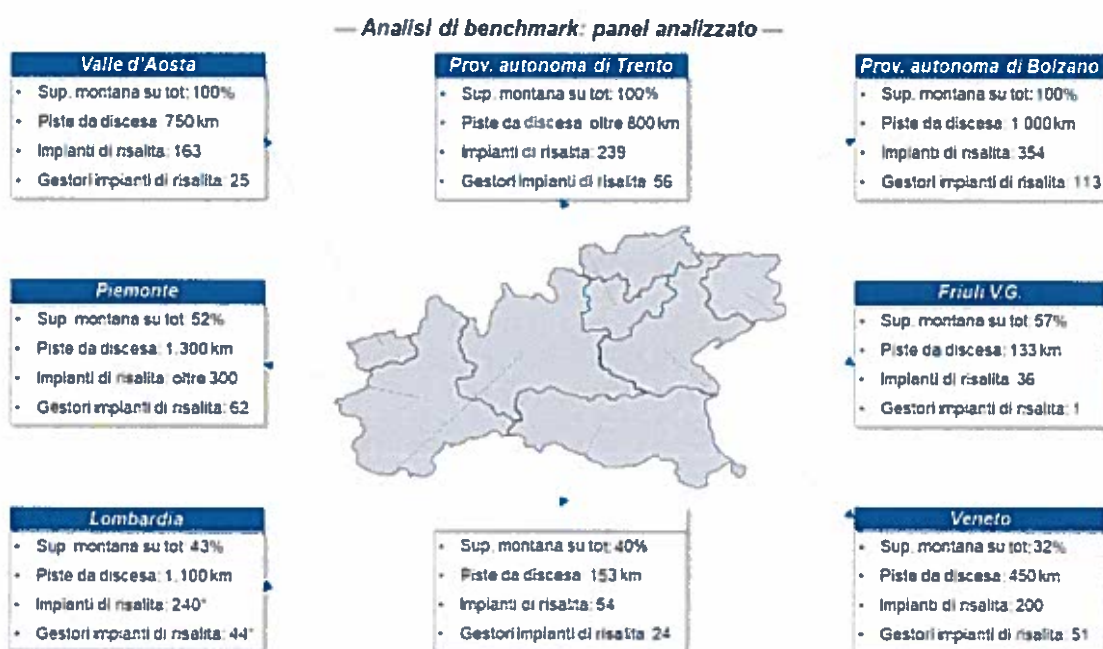 — Analisi di benchmark: panel analizzato —
Valle d'Aosta
• Sup. montana su tot: 100%
• Piste da discesa 750 km
• Impianti di risalita: 163
• Gestori impianti di risalita: 25
Prov. autonoma di Trento
• Sup. montana su tot: 100%
• Piste da discesa oltre 800 km
• Impianti di risalita: 239
• Gestori impianti di risalita 56
Prov. autonoma di Bolzano
• Sup. montana su tot: 100%
• Piste da discesa 1 000 km
• Impianti di risalita: 354
• Gestori impianti di risalita 113
Piemonte
• Sup montana su tot 52%
• Piste da discesa: 1.300 km
• Impianti di risalita: oltre 300
• Gestori impianti di risalita: 62
Friuli V.G.
• Sup. montana su tot 57%
• Piste da discesa: 133 km
• Impianti di risalita 36
• Gestori impianti di risalita: 1
Lombardia
• Sup montana su tot 43%
• Piste da discesa: 1.100 km
• Impianti di risalita: 240*
• Gestori impianti di risalita: 44*
• Sup. montana su tot: 40%
• Piste da discesa 153 km
• Impianti di risalita: 54
• Gestori impianti di risalita 24
Veneto
• Sup. montana su tot: 32%
• Piste da discesa: 450 km
• Impianti di risalita: 200
• Gestori impianti di risalita: 51